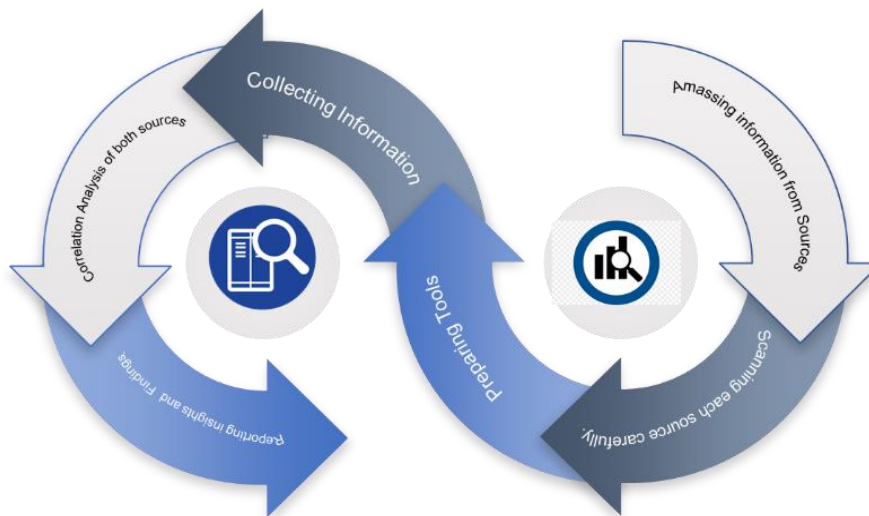 Amassing information from Sources
Scanning each source carefully.
Preparing Tools
Collecting Information
Correlation Analysis of both sources
Reporting insights and Findings.